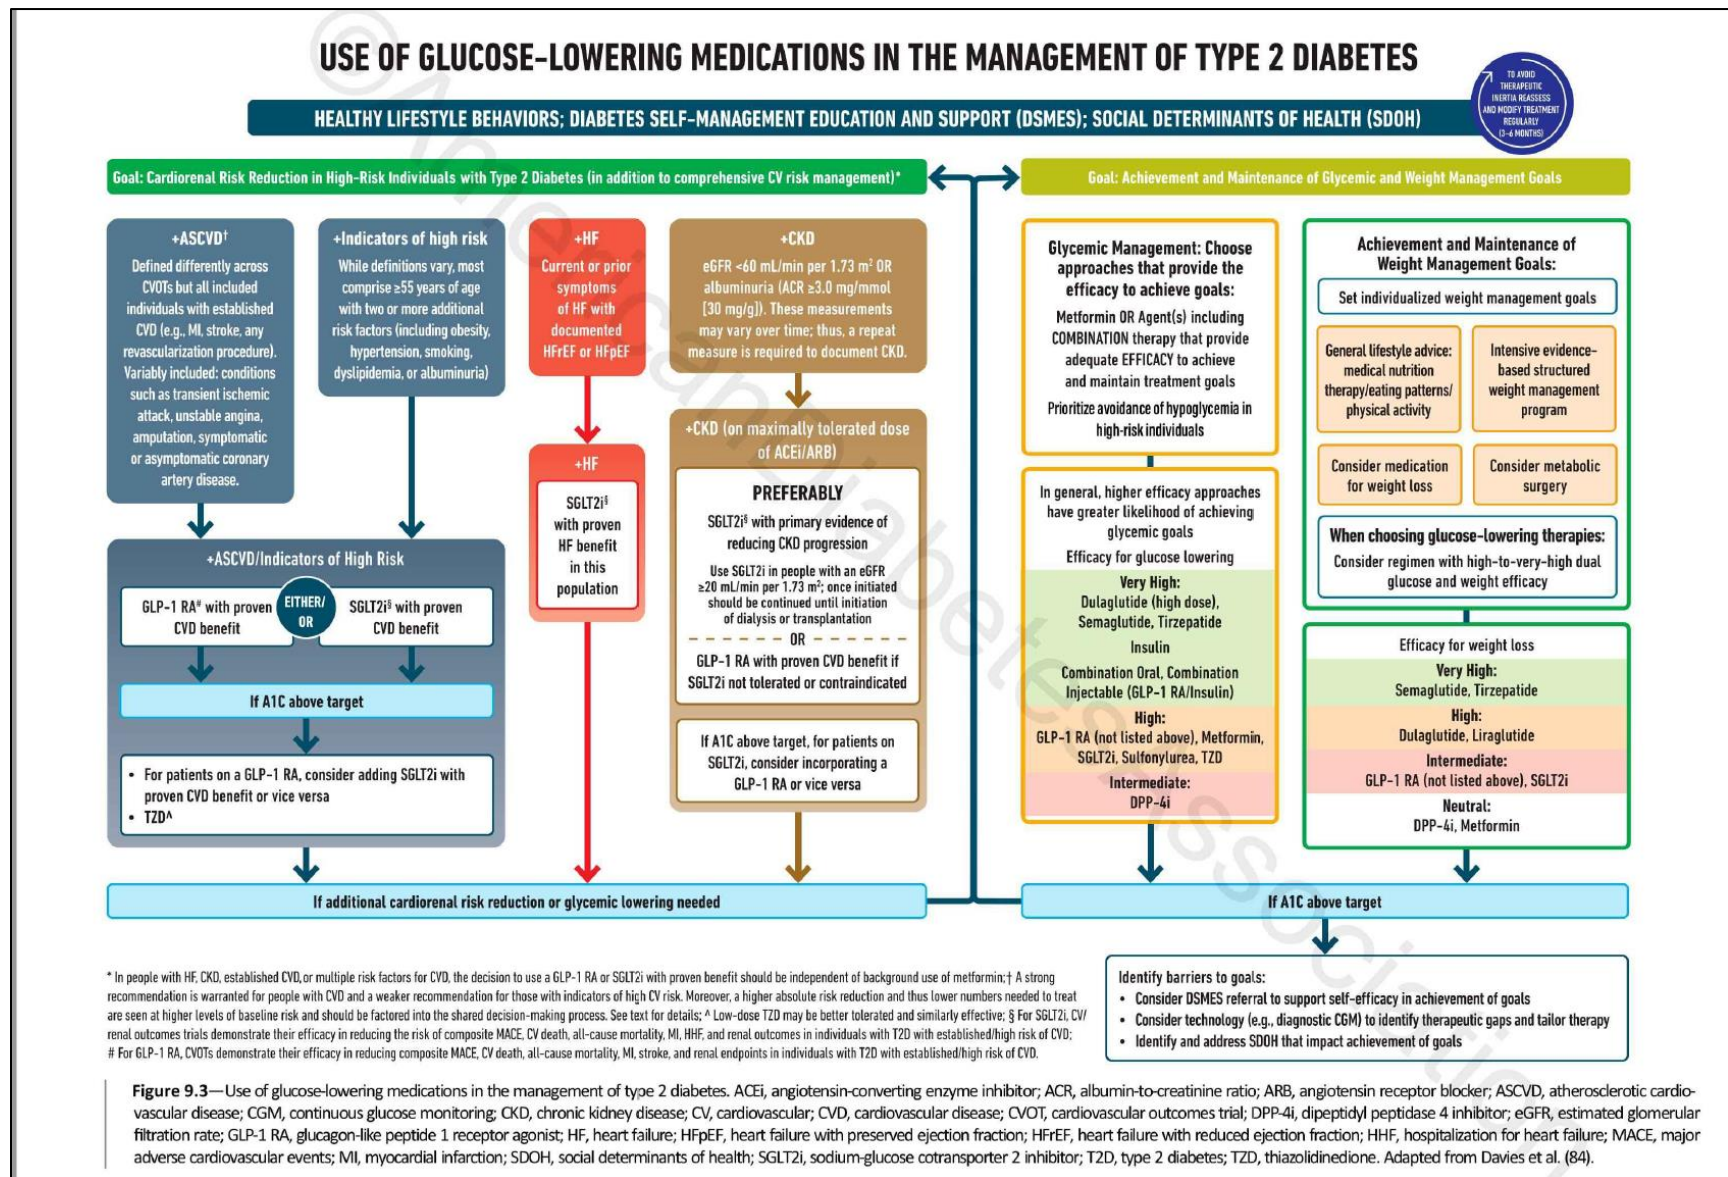 USE OF GLUCOSE-LOWERING MEDICATIONS IN THE MANAGEMENT OF TYPE 2 DIABETES
TO AVOID
THERAPEUTIC
INERTIA REASSESS
AND MODIFY TREATMENT
REGULARLY
(3-6 MONTHS)
HEALTHY LIFESTYLE BEHAVIORS; DIABETES SELF-MANAGEMENT EDUCATION AND SUPPORT (DSMES); SOCIAL DETERMINANTS OF HEALTH (SDOH)
Goal: Cardiorenal Risk Reduction in High-Risk Individuals with Type 2 Diabetes (in addition to comprehensive CV risk management)*
+ASCVD†
Defined differently across
CVOTs but all included
individuals with established
CVD (e.g., MI, stroke, any
revascularization procedure).
Variably included: conditions
such as transient ischemic
attack, unstable angina,
amputation, symptomatic
or asymptomatic coronary
artery disease.
+Indicators of high risk
While definitions vary, most
comprise ≥55 years of age
with two or more additional
risk factors (including obesity,
hypertension, smoking,
dyslipidemia, or albuminuria)
+ASCVD/Indicators of High Risk
GLP-1 RA# with proven
CVD benefit
EITHER/
OR
SGLT2i§ with proven
CVD benefit
If A1C above target
• For patients on a GLP-1 RA, consider adding SGLT2i with
proven CVD benefit or vice versa
• TZD^
+HF
Current or prior
symptoms
of HF with
documented
HFrEF or HFpEF
+HF
SGLT2i§
with proven
HF benefit
in this
population
+CKD
eGFR <60 mL/min per 1.73 m² OR
albuminuria (ACR ≥3.0 mg/mmol
[30 mg/g]). These measurements
may vary over time; thus, a repeat
measure is required to document CKD.
+CKD (on maximally tolerated dose
of ACEi/ARB)
PREFERABLY
SGLT2i§ with primary evidence of
reducing CKD progression
Use SGLT2i in people with an eGFR
≥20 mL/min per 1.73 m²; once initiated
should be continued until initiation
of dialysis or transplantation
OR
GLP-1 RA with proven CVD benefit if
SGLT2i not tolerated or contraindicated
If A1C above target, for patients on
SGLT2i, consider incorporating a
GLP-1 RA or vice versa
If additional cardiorenal risk reduction or glycemic lowering needed
Goal: Achievement and Maintenance of Glycemic and Weight Management Goals
Glycemic Management: Choose
approaches that provide the
efficacy to achieve goals:
Metformin OR Agent(s) including
COMBINATION therapy that provide
adequate EFFICACY to achieve
and maintain treatment goals
Prioritize avoidance of hypoglycemia in
high-risk individuals
In general, higher efficacy approaches
have greater likelihood of achieving
glycemic goals
Efficacy for glucose lowering
Very High:
Dulaglutide (high dose),
Semaglutide, Tirzepatide
Insulin
Combination Oral, Combination
Injectable (GLP-1 RA/Insulin)
High:
GLP-1 RA (not listed above), Metformin,
SGLT2i, Sulfonylurea, TZD
Intermediate:
DPP-4i
Achievement and Maintenance of
Weight Management Goals:
Set individualized weight management goals
General lifestyle advice:
medical nutrition
therapy/eating patterns/
physical activity
Intensive evidence-
based structured
weight management
program
Consider medication
for weight loss
Consider metabolic
surgery
When choosing glucose-lowering therapies:
Consider regimen with high-to-very-high dual
glucose and weight efficacy
Efficacy for weight loss
Very High:
Semaglutide, Tirzepatide
High:
Dulaglutide, Liraglutide
Intermediate:
GLP-1 RA (not listed above), SGLT2i
Neutral:
DPP-4i, Metformin
If A1C above target
Identify barriers to goals:
• Consider DSMES referral to support self-efficacy in achievement of goals
• Consider technology (e.g., diagnostic CGM) to identify therapeutic gaps and tailor therapy
• Identify and address SDOH that impact achievement of goals
* In people with HF, CKD, established CVD, or multiple risk factors for CVD, the decision to use a GLP-1 RA or SGLT2i with proven benefit should be independent of background use of metformin; † A strong
recommendation is warranted for people with CVD and a weaker recommendation for those with indicators of high CV risk. Moreover, a higher absolute risk reduction and thus lower numbers needed to treat
are seen at higher levels of baseline risk and should be factored into the shared decision-making process. See text for details; ^ Low-dose TZD may be better tolerated and similarly effective; § For SGLT2i, CV/
renal outcomes trials demonstrate their efficacy in reducing the risk of composite MACE, CV death, all-cause mortality, MI, HHF, and renal outcomes in individuals with T2D with established/high risk of CVD;
# For GLP-1 RA, CVOTs demonstrate their efficacy in reducing composite MACE, CV death, all-cause mortality, MI, stroke, and renal endpoints in individuals with T2D with established/high risk of CVD.
Figure 9.3—Use of glucose-lowering medications in the management of type 2 diabetes. ACEi, angiotensin-converting enzyme inhibitor; ACR, albumin-to-creatinine ratio; ARB, angiotensin receptor blocker; ASCVD, atherosclerotic cardio-
vascular disease; CGM, continuous glucose monitoring; CKD, chronic kidney disease; CV, cardiovascular; CVD, cardiovascular disease; CVOT, cardiovascular outcomes trial; DPP-4i, dipeptidyl peptidase 4 inhibitor; eGFR, estimated glomerular
filtration rate; GLP-1 RA, glucagon-like peptide 1 receptor agonist; HF, heart failure; HFpEF, heart failure with preserved ejection fraction; HFrEF, heart failure with reduced ejection fraction; HHF, hospitalization for heart failure; MACE, major
adverse cardiovascular events; MI, myocardial infarction; SDOH, social determinants of health; SGLT2i, sodium-glucose cotransporter 2 inhibitor; T2D, type 2 diabetes; TZD, thiazolidinedione. Adapted from Davies et al. (84).
©American Diabetes Association